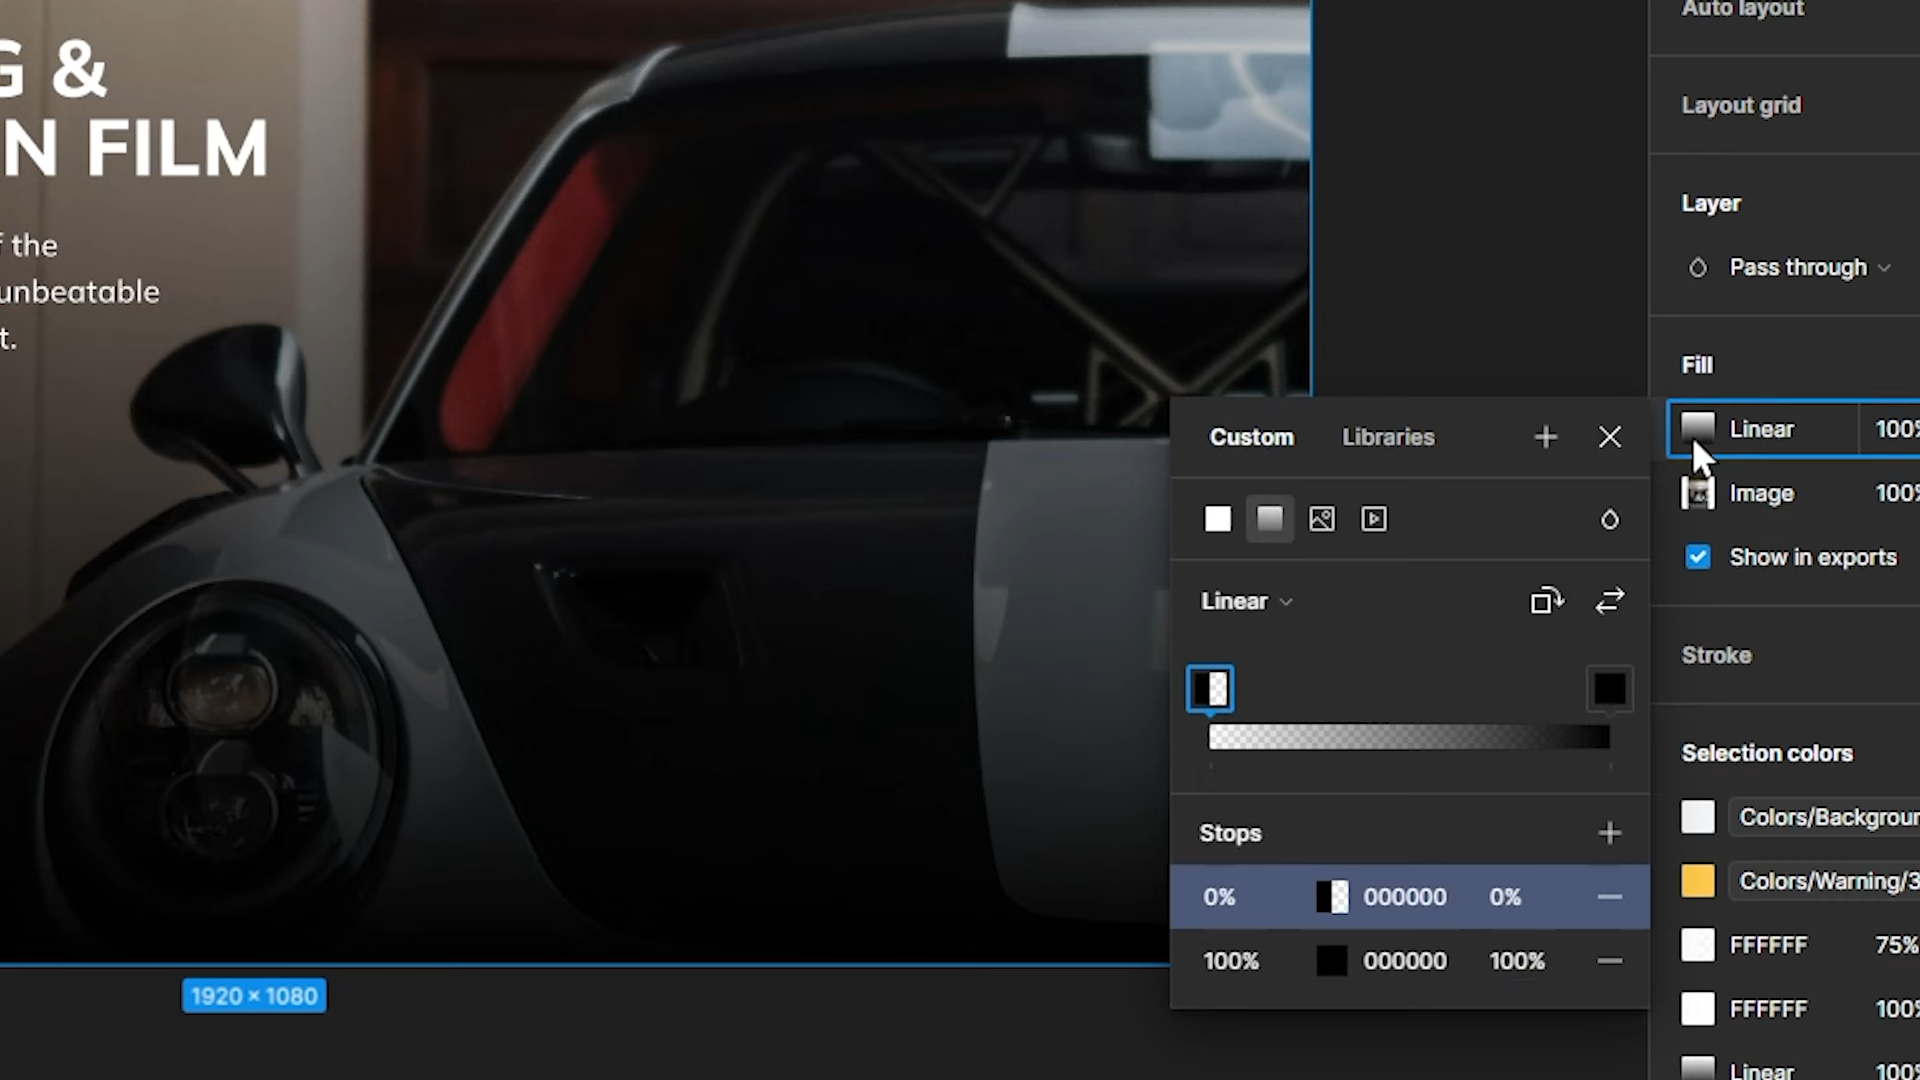 G &
N FILM
f the
unbeatable
t.
1920 × 1080
Custom
Libraries
Linear
Stops
0% 000000 0%
100% 000000 100%
Auto layout
Layout grid
Layer
Pass through
Fill
Linear 100%
Image 100%
Show in exports
Stroke
Selection colors
Colors/Backgroun
Colors/Warning/3
FFFFFF 75%
FFFFFF 100%
Linear 100%